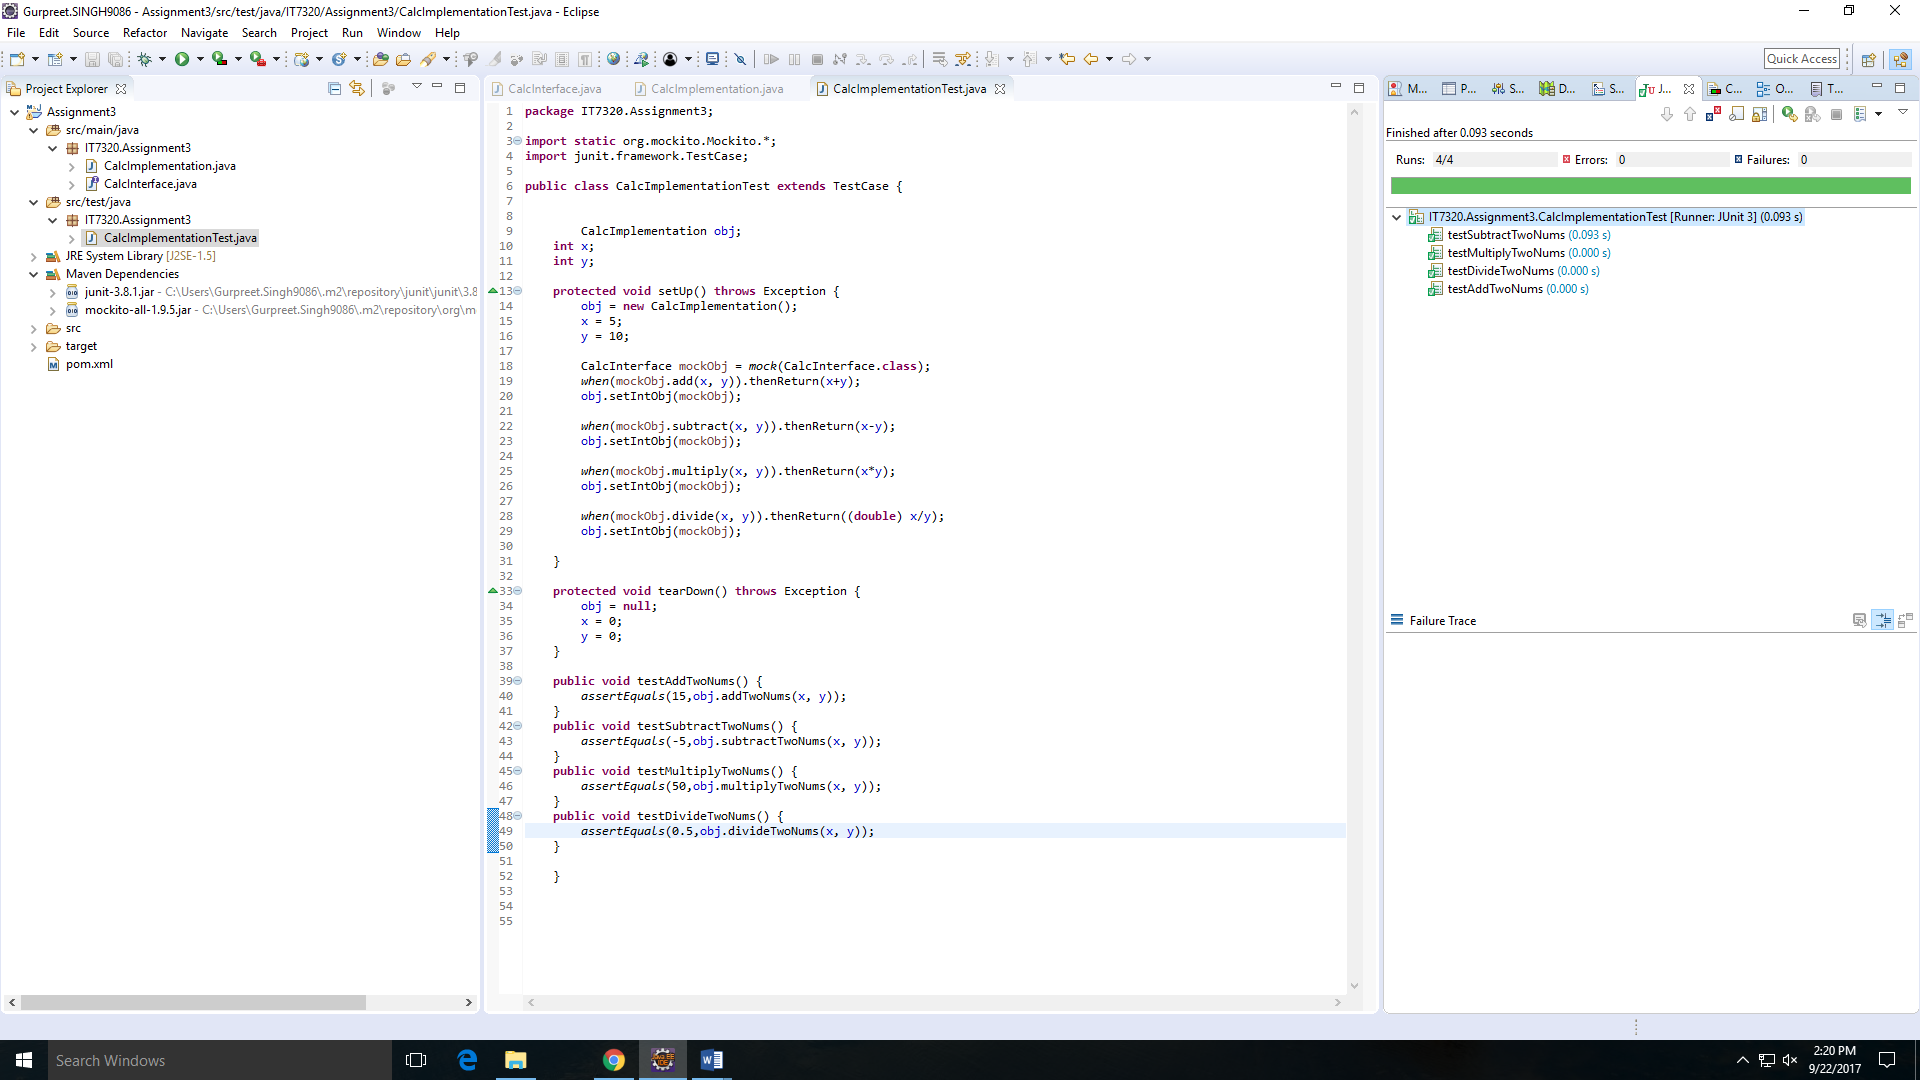 Gurpreet.SINGH9086 - Assignment3/src/test/java/IT7320/Assignment3/CalcImplementationTest.java - Eclipse
File Edit Source Refactor Navigate Search Project Run Window Help
Quick Access
Project Explorer
Assignment3
src/main/java
IT7320.Assignment3
CalcImplementation.java
CalcInterface.java
src/test/java
IT7320.Assignment3
CalcImplementationTest.java
JRE System Library [J2SE-1.5]
Maven Dependencies
junit-3.8.1.jar - C:\Users\Gurpreet.Singh9086\.m2\repository\junit\junit\3.8
mockito-all-1.9.5.jar - C:\Users\Gurpreet.Singh9086\.m2\repository\org\m
src
target
pom.xml
CalcInterface.java CalcImplementation.java CalcImplementationTest.java
1 package IT7320.Assignment3;
2
3 import static org.mockito.Mockito.*;
4 import junit.framework.TestCase;
5
6 public class CalcImplementationTest extends TestCase {
7
8
9 CalcImplementation obj;
10 int x;
11 int y;
12
13 protected void setUp() throws Exception {
14 obj = new CalcImplementation();
15 x = 5;
16 y = 10;
17
18 CalcInterface mockObj = mock(CalcInterface.class);
19 when(mockObj.add(x, y)).thenReturn(x+y);
20 obj.setIntObj(mockObj);
21
22 when(mockObj.subtract(x, y)).thenReturn(x-y);
23 obj.setIntObj(mockObj);
24
25 when(mockObj.multiply(x, y)).thenReturn(x*y);
26 obj.setIntObj(mockObj);
27
28 when(mockObj.divide(x, y)).thenReturn((double) x/y);
29 obj.setIntObj(mockObj);
30
31 }
32
33 protected void tearDown() throws Exception {
34 obj = null;
35 x = 0;
36 y = 0;
37 }
38
39 public void testAddTwoNums() {
40 assertEquals(15,obj.addTwoNums(x, y));
41 }
42 public void testSubtractTwoNums() {
43 assertEquals(-5,obj.subtractTwoNums(x, y));
44 }
45 public void testMultiplyTwoNums() {
46 assertEquals(50,obj.multiplyTwoNums(x, y));
47 }
48 public void testDivideTwoNums() {
49 assertEquals(0.5,obj.divideTwoNums(x, y));
50 }
51
52 }
53
54
55
M... P... S... D... S... J... C... O... T...
Finished after 0.093 seconds
Runs: 4/4 Errors: 0 Failures: 0
IT7320.Assignment3.CalcImplementationTest [Runner: JUnit 3] (0.093 s)
testSubtractTwoNums (0.093 s)
testMultiplyTwoNums (0.000 s)
testDivideTwoNums (0.000 s)
testAddTwoNums (0.000 s)
Failure Trace
Search Windows
2:20 PM
9/22/2017